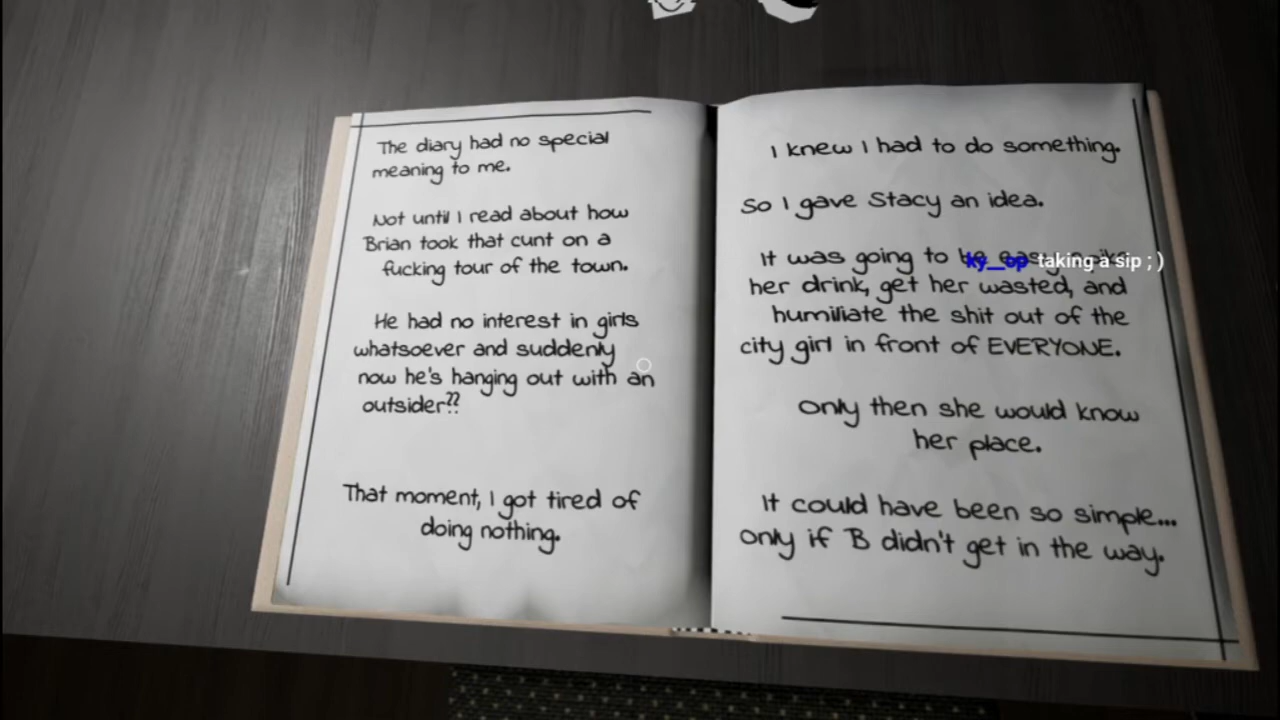 The diary had no special
meaning to me.
Not until I read about how
Brian took that cunt on a
fucking tour of the town.
He had no interest in girls
whatsoever and suddenly
now he's hanging out with an
outsider??
That moment, I got tired of
doing nothing.
I knew I had to do something.
So I gave Stacy an idea.
It was going to be easy
ky__op taking a sip ; )
her drink, get her wasted, and
humiliate the shit out of the
city girl in front of EVERYONE.
Only then she would know
her place.
It could have been so simple...
only if B didn't get in the way.